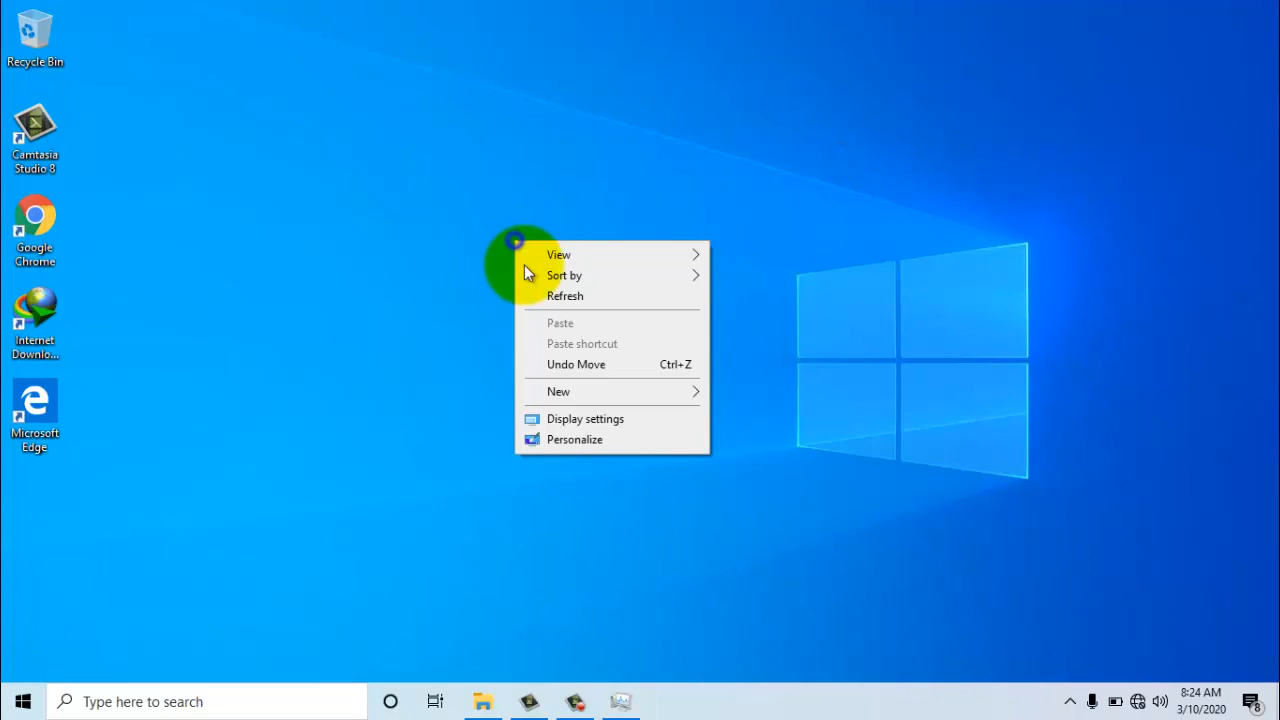 Recycle Bin
Camtasia
Studio 8
Google
Chrome
Internet
Downlo...
Microsoft
Edge
View
Sort by
Refresh
Paste
Paste shortcut
Undo Move Ctrl+Z
New
Display settings
Personalize
Type here to search
8:24 AM
3/10/2020
8